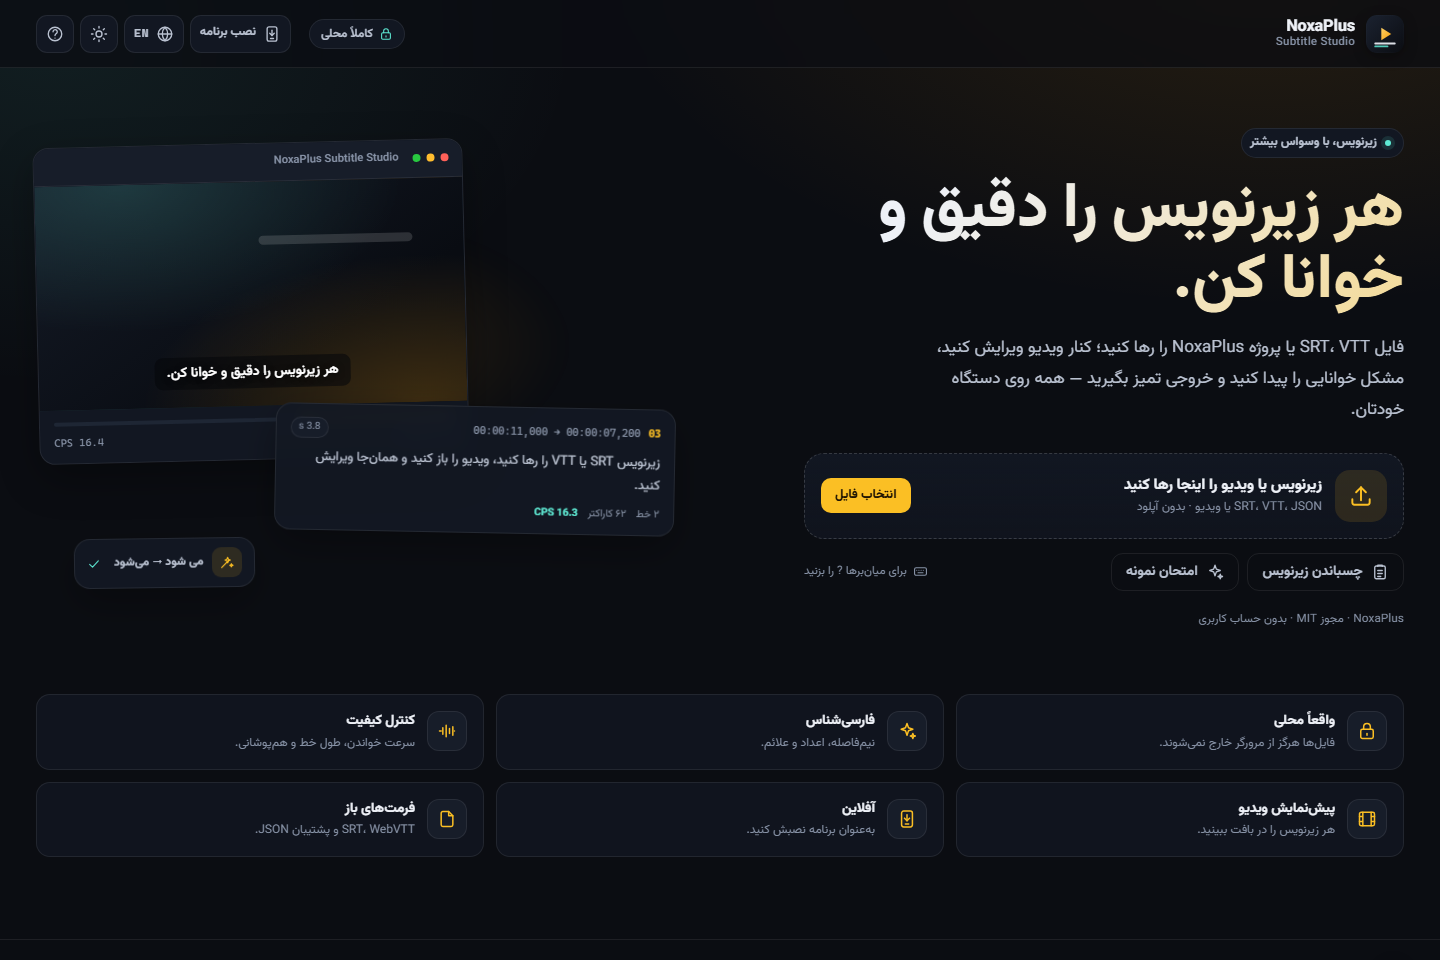 NoxaPlus
Subtitle Studio
کاملاً محلی
نصب برنامه
EN
زیرنویس، با وسواس بیشتر
هر زیرنویس را دقیق و
خوانا کن.
فایل SRT، VTT یا پروژه NoxaPlus را رها کنید؛ کنار ویدیو ویرایش کنید،
مشکل خوانایی را پیدا کنید و خروجی تمیز بگیرید — همه روی دستگاه
خودتان.
زیرنویس یا ویدیو را اینجا رها کنید
SRT، VTT، JSON یا ویدیو · بدون آپلود
انتخاب فایل
چسباندن زیرنویس
امتحان نمونه
برای میان‌برها ? را بزنید
NoxaPlus · مجوز MIT · بدون حساب کاربری
NoxaPlus Subtitle Studio
هر زیرنویس را دقیق و خوانا کن.
CPS 16.4
03 00:00:07,200 → 00:00:11,000
3.8 s
زیرنویس SRT یا VTT را رها کنید، ویدیو را باز کنید و همان‌جا ویرایش
کنید.
۲ خط ۶۲ کاراکتر CPS 16.3
می شود → می‌شود
واقعاً محلی
فایل‌ها هرگز از مرورگر خارج نمی‌شوند.
فارسی‌شناس
نیم‌فاصله، اعداد و علائم.
کنترل کیفیت
سرعت خواندن، طول خط و هم‌پوشانی.
پیش‌نمایش ویدیو
هر زیرنویس را در بافت ببینید.
آفلاین
به‌عنوان برنامه نصبش کنید.
فرمت‌های باز
SRT، WebVTT و پشتیبان JSON.